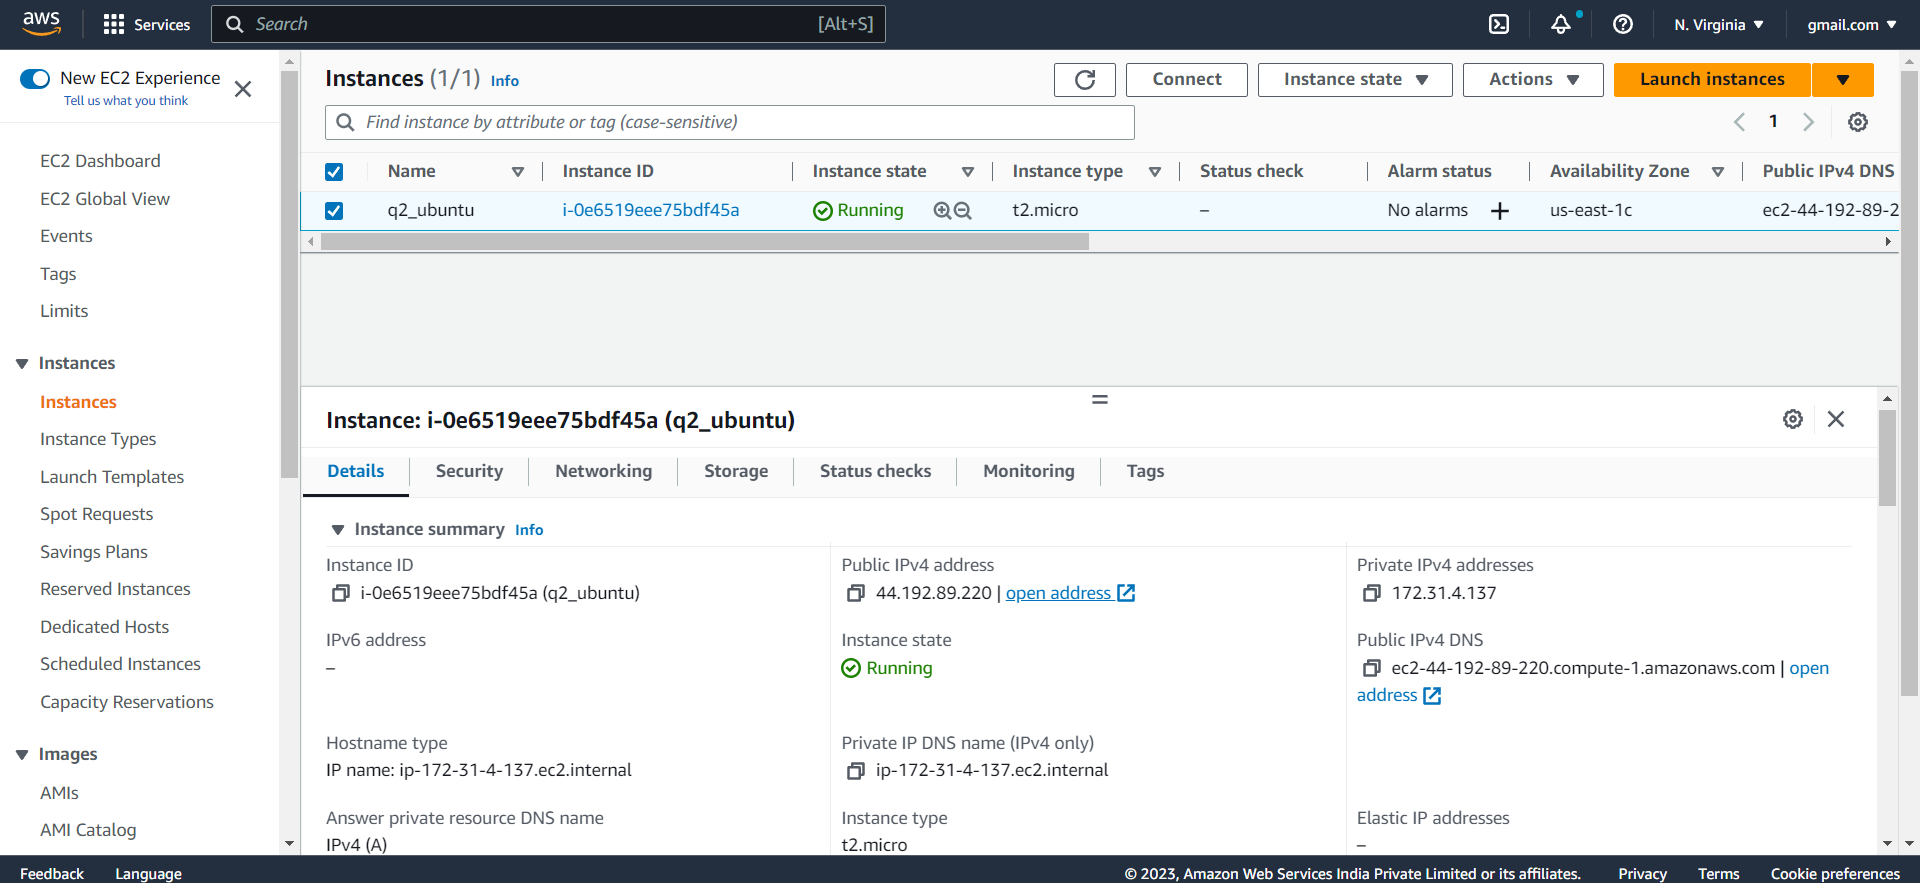 aws Services Search [Alt+S] N. Virginia gmail.com
New EC2 Experience
Tell us what you think
EC2 Dashboard
EC2 Global View
Events
Tags
Limits
Instances
Instances
Instance Types
Launch Templates
Spot Requests
Savings Plans
Reserved Instances
Dedicated Hosts
Scheduled Instances
Capacity Reservations
Images
AMIs
AMI Catalog
Instances (1/1) Info
Connect Instance state Actions Launch instances
Find instance by attribute or tag (case-sensitive)
1
Name Instance ID Instance state Instance type Status check Alarm status Availability Zone Public IPv4 DNS
q2_ubuntu i-0e6519eee75bdf45a Running t2.micro – No alarms + us-east-1c ec2-44-192-89-2
Instance: i-0e6519eee75bdf45a (q2_ubuntu)
Details Security Networking Storage Status checks Monitoring Tags
Instance summary Info
Instance ID Public IPv4 address Private IPv4 addresses
i-0e6519eee75bdf45a (q2_ubuntu) 44.192.89.220 | open address 172.31.4.137
IPv6 address Instance state Public IPv4 DNS
– Running ec2-44-192-89-220.compute-1.amazonaws.com | open
address
Hostname type Private IP DNS name (IPv4 only)
IP name: ip-172-31-4-137.ec2.internal ip-172-31-4-137.ec2.internal
Answer private resource DNS name Instance type Elastic IP addresses
IPv4 (A) t2.micro –
Feedback Language © 2023, Amazon Web Services India Private Limited or its affiliates. Privacy Terms Cookie preferences